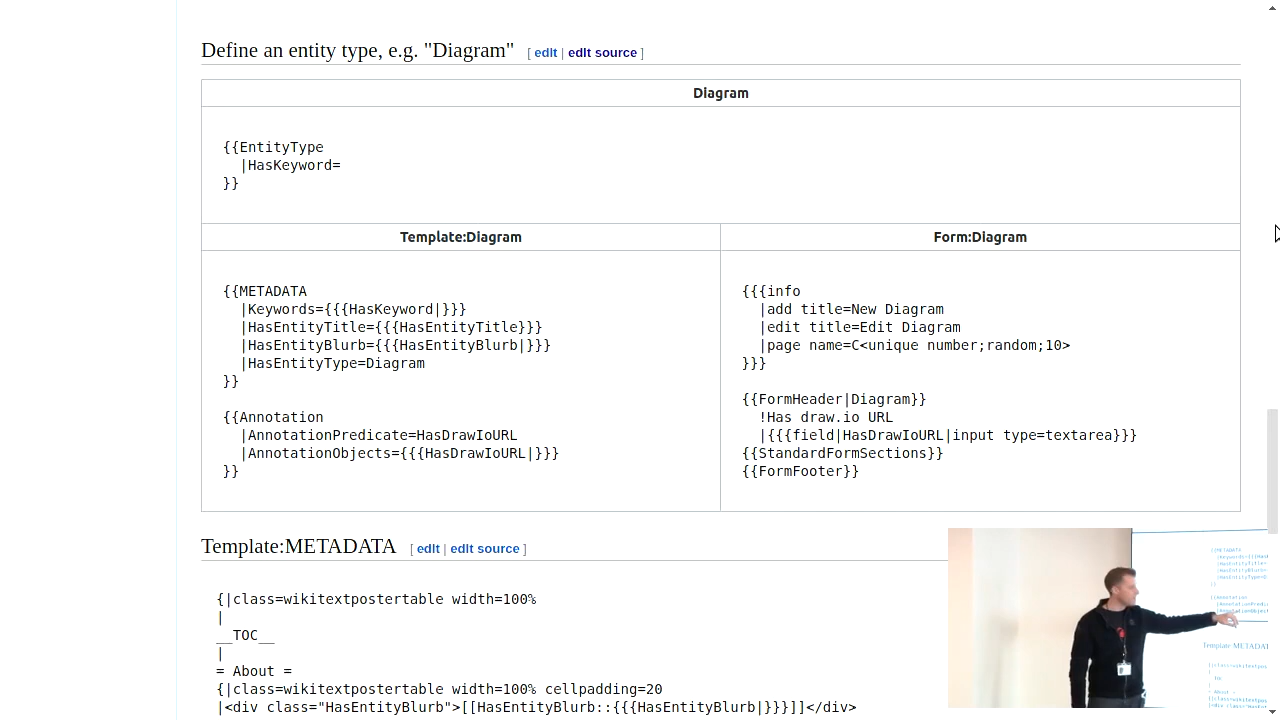 Define an entity type, e.g. "Diagram" [ edit | edit source ]
Diagram
{{EntityType
  |HasKeyword=
}}
Template:Diagram
{{METADATA
  |Keywords={{{HasKeyword|}}}
  |HasEntityTitle={{{HasEntityTitle}}}
  |HasEntityBlurb={{{HasEntityBlurb|}}}
  |HasEntityType=Diagram
}}
{{Annotation
  |AnnotationPredicate=HasDrawIoURL
  |AnnotationObjects={{{HasDrawIoURL|}}}
}}
Form:Diagram
{{{info
  |add title=New Diagram
  |edit title=Edit Diagram
  |page name=C<unique number;random;10>
}}}
{{FormHeader|Diagram}}
  !Has draw.io URL
  |{{{field|HasDrawIoURL|input type=textarea}}}
{{StandardFormSections}}
{{FormFooter}}
Template:METADATA [ edit | edit source ]
{|class=wikitextpostertable width=100%
|
__TOC__
|
= About =
{|class=wikitextpostertable width=100% cellpadding=20
|<div class="HasEntityBlurb">[[HasEntityBlurb::{{{HasEntityBlurb|}}}]]</div>
{{METADATA
Template:METADAT